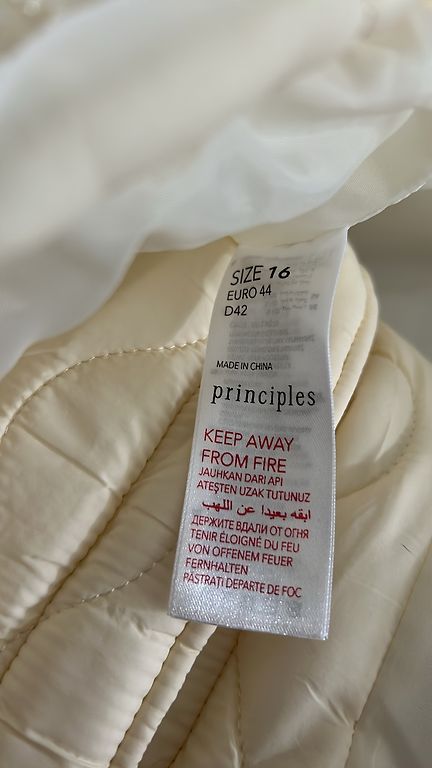 SIZE 16
EURO 44
D42
MADE IN CHINA
principles
KEEP AWAY
FROM FIRE
JAUHKAN DARI API
ATEŞTEN UZAK TUTUNUZ
ابقه بعيدا عن اللهب
ДЕРЖИТЕ ВДАЛИ ОТ ОГНЯ
TENIR ÉLOIGNÉ DU FEU
VON OFFENEM FEUER
FERNHALTEN
PĂSTRAȚI DEPARTE DE FOC